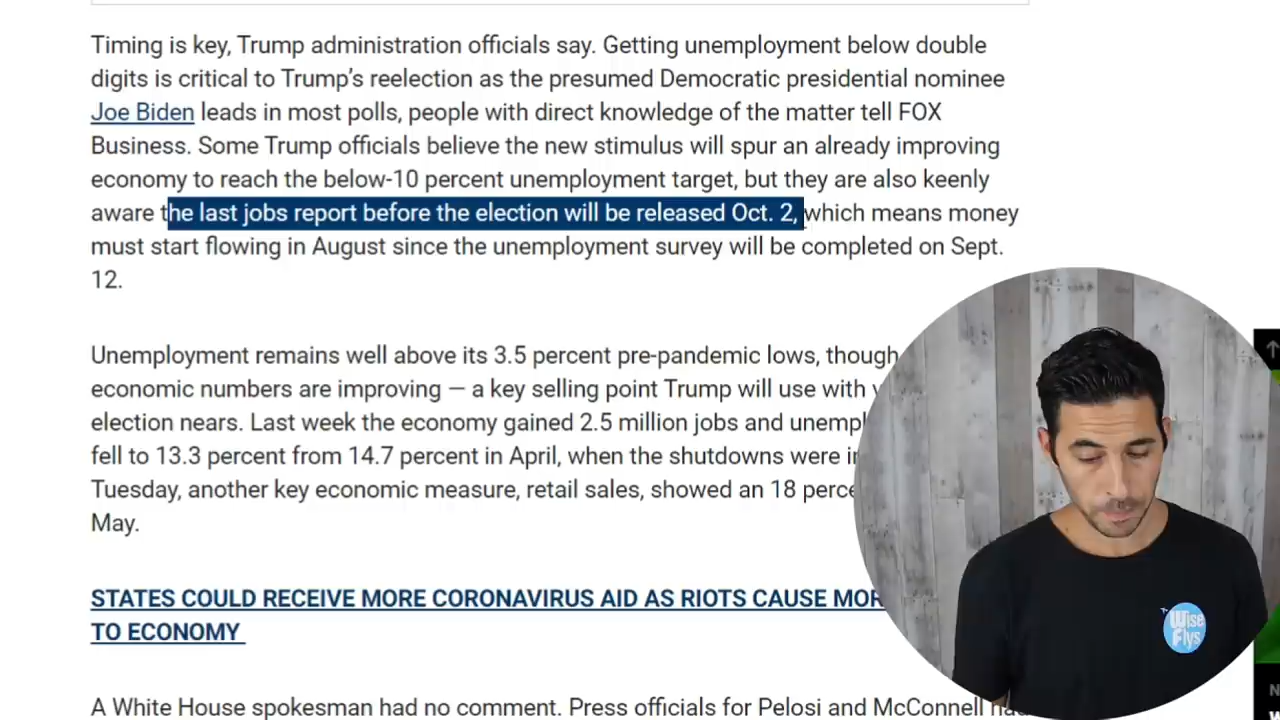 Timing is key, Trump administration officials say. Getting unemployment below double
digits is critical to Trump’s reelection as the presumed Democratic presidential nominee
Joe Biden leads in most polls, people with direct knowledge of the matter tell FOX
Business. Some Trump officials believe the new stimulus will spur an already improving
economy to reach the below-10 percent unemployment target, but they are also keenly
aware the last jobs report before the election will be released Oct. 2, which means money
must start flowing in August since the unemployment survey will be completed on Sept.
12.
Unemployment remains well above its 3.5 percent pre-pandemic lows, though
economic numbers are improving — a key selling point Trump will use with
election nears. Last week the economy gained 2.5 million jobs and
fell to 13.3 percent from 14.7 percent in April, when the shutdowns were
Tuesday, another key economic measure, retail sales, showed an 18
May.
STATES COULD RECEIVE MORE CORONAVIRUS AID AS RIOTS CAUSE
TO ECONOMY
A White House spokesman had no comment. Press officials for Pelosi and McConnell
Wise
Flys